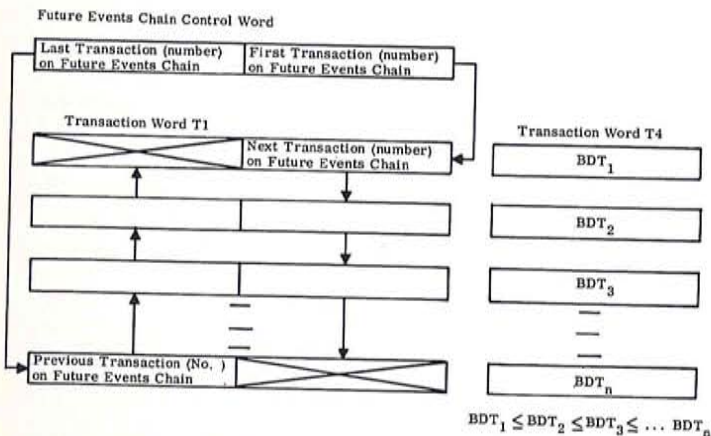 Future Events Chain Control Word
Last Transaction (number)
on Future Events Chain
First Transaction (number)
on Future Events Chain
Transaction Word T1
Next Transaction (number)
on Future Events Chain
Previous Transaction (No. )
on Future Events Chain
Transaction Word T4
BDT1
BDT2
BDT3
BDTn
BDT1 ≦ BDT2 ≦ BDT3 ≦ ... BDTn